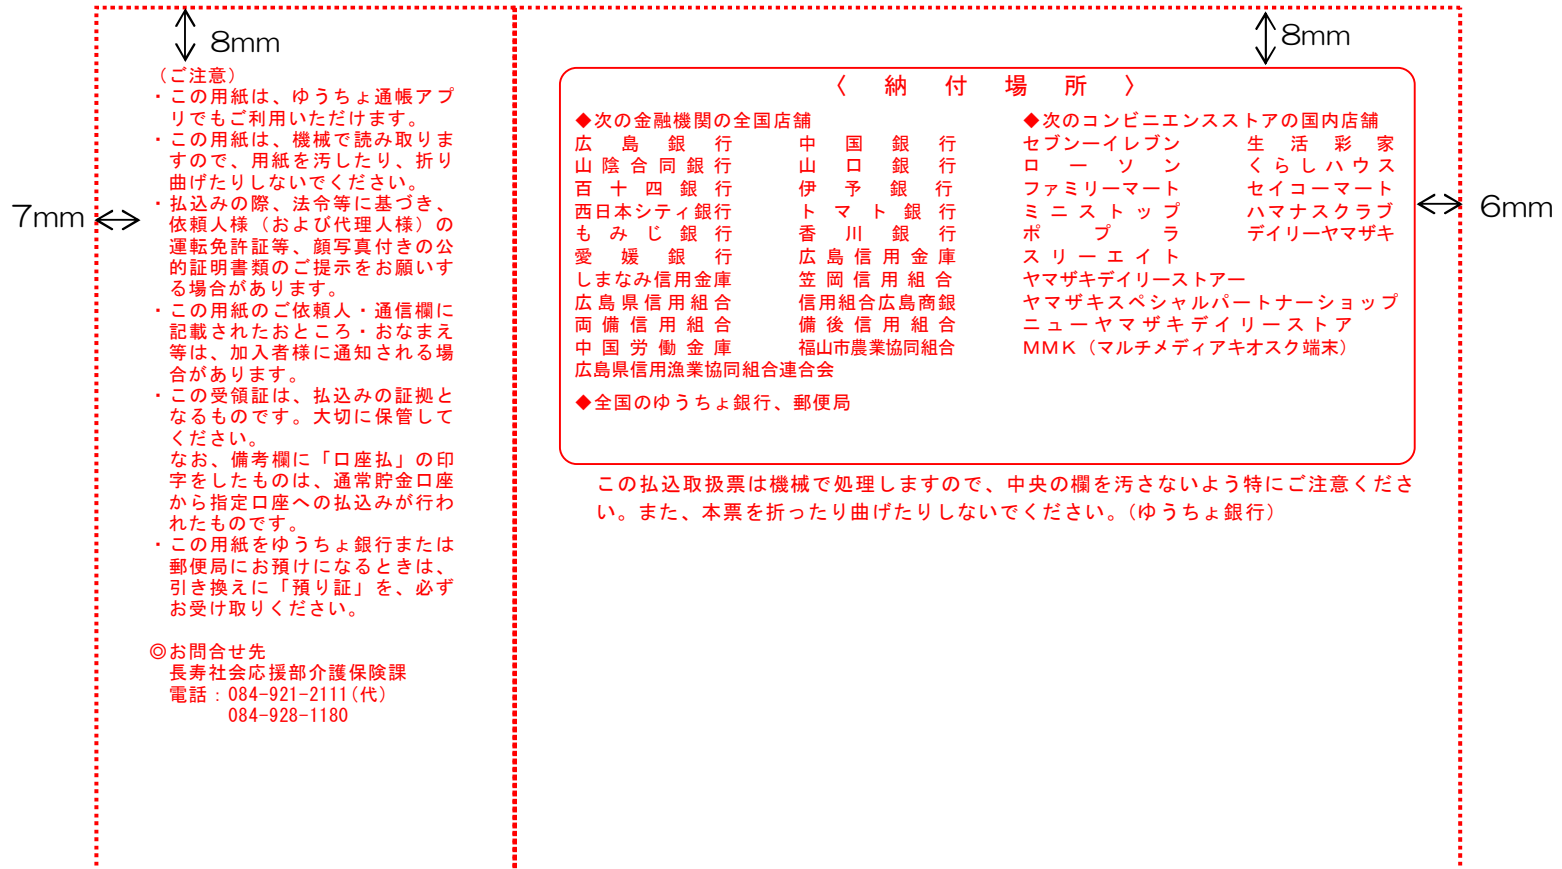 8mm
(ご注意)
・この用紙は、ゆうちょ通帳アプ
リでもご利用いただけます。
・この用紙は、機械で読み取りま
すので、用紙を汚したり、折り
曲げたりしないでください。
・払込みの際、法令等に基づき、
依頼人様（および代理人様）の
運転免許証等、顔写真付きの公
的証明書類のご提示をお願いす
る場合があります。
・この用紙のご依頼人・通信欄に
記載されたおところ・おなまえ
等は、加入者様に通知される場
合があります。
・この受領証は、払込みの証拠と
なるものです。大切に保管して
ください。
なお、備考欄に「口座払」の印
字をしたものは、通常貯金口座
から指定口座への払込みが行わ
れたものです。
・この用紙をゆうちょ銀行または
郵便局にお預けになるときは、
引き換えに「預り証」を、必ず
お受け取りください。
◎お問合せ先
長寿社会応援部介護保険課
電話：084-921-2111(代)
084-928-1180
7mm
8mm
〈 納 付 場 所 〉
◆次の金融機関の全国店舗
広島銀行 中国銀行
山陰合同銀行 山口銀行
百十四銀行 伊予銀行
西日本シティ銀行 トマト銀行
もみじ銀行 香川銀行
愛媛銀行 広島信用金庫
しまなみ信用金庫 笠岡信用組合
広島県信用組合 信用組合広島商銀
両備信用組合 備後信用組合
中国労働金庫 福山市農業協同組合
広島県信用漁業協同組合連合会
◆全国のゆうちょ銀行、郵便局
◆次のコンビニエンスストアの国内店舗
セブンーイレブン 生活彩家
ローソン くらしハウス
ファミリーマート セイコーマート
ミニストップ ハマナスクラブ
ポプラ デイリーヤマザキ
スリーエイト
ヤマザキデイリーストアー
ヤマザキスペシャルパートナーショップ
ニューヤマザキデイリーストア
MMK（マルチメディアキオスク端末）
6mm
この払込取扱票は機械で処理しますので、中央の欄を汚さないよう特にご注意くださ
い。また、本票を折ったり曲げたりしないでください。(ゆうちょ銀行)